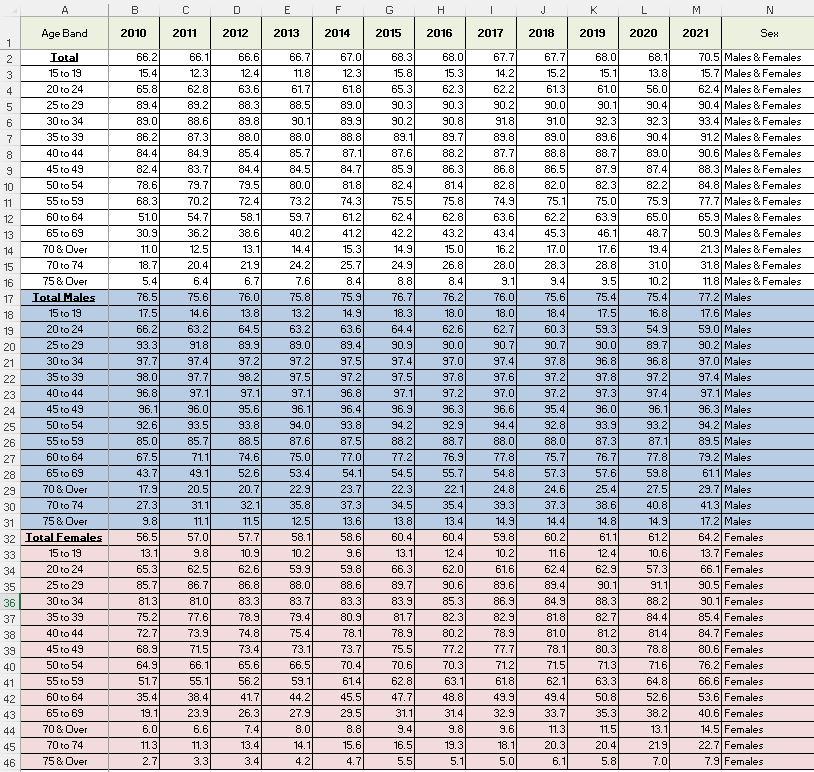 A B C D E F G H I J K L M N
1 Age Band 2010 2011 2012 2013 2014 2015 2016 2017 2018 2019 2020 2021 Sex
2 Total 66.2 66.1 66.6 66.7 67.0 68.3 68.0 67.7 67.7 68.0 68.1 70.5 Males & Females
3 15 to 19 15.4 12.3 12.4 11.8 12.3 15.8 15.3 14.2 15.2 15.1 13.8 15.7 Males & Females
4 20 to 24 65.8 62.8 63.6 61.7 61.8 65.3 62.3 62.2 61.3 61.0 56.0 62.4 Males & Females
5 25 to 29 89.4 89.2 88.3 88.5 89.0 90.3 90.3 90.2 90.0 90.1 90.4 90.4 Males & Females
6 30 to 34 89.0 88.6 89.8 90.1 89.9 90.2 90.8 91.8 91.0 92.3 92.3 93.4 Males & Females
7 35 to 39 86.2 87.3 88.0 88.0 88.8 89.1 89.7 89.8 89.0 89.6 90.4 91.2 Males & Females
8 40 to 44 84.4 84.9 85.4 85.7 87.1 87.6 88.2 87.7 88.8 88.7 89.0 90.6 Males & Females
9 45 to 49 82.4 83.7 84.4 84.5 84.7 85.9 86.3 86.8 86.5 87.9 87.4 88.3 Males & Females
10 50 to 54 78.6 79.7 79.5 80.0 81.8 82.4 81.4 82.8 82.0 82.3 82.2 84.8 Males & Females
11 55 to 59 68.3 70.2 72.4 73.2 74.3 75.5 75.8 74.9 75.1 75.0 75.9 77.7 Males & Females
12 60 to 64 51.0 54.7 58.1 59.7 61.2 62.4 62.8 63.6 62.2 63.9 65.0 65.9 Males & Females
13 65 to 69 30.9 36.2 38.6 40.2 41.2 42.2 43.2 43.4 45.3 46.1 48.7 50.9 Males & Females
14 70 & Over 11.0 12.5 13.1 14.4 15.3 14.9 15.0 16.2 17.0 17.6 19.4 21.3 Males & Females
15 70 to 74 18.7 20.4 21.9 24.2 25.7 24.9 26.8 28.0 28.3 28.8 31.0 31.8 Males & Females
16 75 & Over 5.4 6.4 6.7 7.6 8.4 8.8 8.4 9.1 9.4 9.5 10.2 11.8 Males & Females
17 Total Males 76.5 75.6 76.0 75.8 75.9 76.7 76.2 76.0 75.6 75.4 75.4 77.2 Males
18 15 to 19 17.5 14.6 13.8 13.2 14.9 18.3 18.0 18.0 18.4 17.5 16.8 17.6 Males
19 20 to 24 66.2 63.2 64.5 63.2 63.6 64.4 62.6 62.7 60.3 59.3 54.9 59.0 Males
20 25 to 29 93.3 91.8 89.9 89.0 89.4 90.9 90.0 90.7 90.7 90.0 89.7 90.2 Males
21 30 to 34 97.7 97.4 97.2 97.2 97.5 97.4 97.0 97.4 97.8 96.8 96.8 97.0 Males
22 35 to 39 98.0 97.7 98.2 97.5 97.2 97.5 97.8 97.6 97.2 97.8 97.2 97.4 Males
23 40 to 44 96.8 97.1 97.1 97.1 96.8 97.1 97.2 97.0 97.2 97.3 97.4 97.1 Males
24 45 to 49 96.1 96.0 95.6 96.1 96.4 96.9 96.3 96.6 95.4 96.0 96.1 96.3 Males
25 50 to 54 92.6 93.5 93.8 94.0 93.8 94.2 92.9 94.4 92.8 93.9 93.2 94.2 Males
26 55 to 59 85.0 85.7 88.5 87.6 87.5 88.2 88.7 88.0 88.0 87.3 87.1 89.5 Males
27 60 to 64 67.5 71.1 74.6 75.0 77.0 77.2 76.9 77.8 75.7 76.7 77.8 79.2 Males
28 65 to 69 43.7 49.1 52.6 53.4 54.1 54.5 55.7 54.8 57.3 57.6 59.8 61.1 Males
29 70 & Over 17.9 20.5 20.7 22.9 23.7 22.3 22.1 24.8 24.6 25.4 27.5 29.7 Males
30 70 to 74 27.3 31.1 32.1 35.8 37.3 34.5 35.4 39.3 37.3 38.6 40.8 41.3 Males
31 75 & Over 9.8 11.1 11.5 12.5 13.6 13.8 13.4 14.9 14.4 14.8 14.9 17.2 Males
32 Total Females 56.5 57.0 57.7 58.1 58.6 60.4 60.4 59.8 60.2 61.1 61.2 64.2 Females
33 15 to 19 13.1 9.8 10.9 10.2 9.6 13.1 12.4 10.2 11.6 12.4 10.6 13.7 Females
34 20 to 24 65.3 62.5 62.6 59.9 59.8 66.3 62.0 61.6 62.4 62.9 57.3 66.1 Females
35 25 to 29 85.7 86.7 86.8 88.0 88.6 89.7 90.6 89.6 89.4 90.1 91.1 90.5 Females
36 30 to 34 81.3 81.0 83.3 83.7 83.3 83.9 85.3 86.9 84.9 88.3 88.2 90.1 Females
37 35 to 39 75.2 77.6 78.9 79.4 80.9 81.7 82.3 82.9 81.8 82.7 84.4 85.4 Females
38 40 to 44 72.7 73.9 74.8 75.4 78.1 78.9 80.2 78.9 81.0 81.2 81.4 84.7 Females
39 45 to 49 68.9 71.5 73.4 73.1 73.7 75.5 77.2 77.7 78.1 80.3 78.8 80.6 Females
40 50 to 54 64.9 66.1 65.6 66.5 70.4 70.6 70.3 71.2 71.5 71.3 71.6 76.2 Females
41 55 to 59 51.7 55.1 56.2 59.1 61.4 62.8 63.1 61.8 62.1 63.3 64.8 66.6 Females
42 60 to 64 35.4 38.4 41.7 44.2 45.5 47.7 48.8 49.9 49.4 50.8 52.6 53.6 Females
43 65 to 69 19.1 23.9 26.3 27.9 29.5 31.1 31.4 32.9 33.7 35.3 38.2 40.6 Females
44 70 & Over 6.0 6.6 7.4 8.0 8.8 9.4 9.8 9.6 11.3 11.5 13.1 14.5 Females
45 70 to 74 11.3 11.3 13.4 14.1 15.6 16.5 19.3 18.1 20.3 20.4 21.9 22.7 Females
46 75 & Over 2.7 3.3 3.4 4.2 4.7 5.5 5.1 5.0 6.1 5.8 7.0 7.9 Females